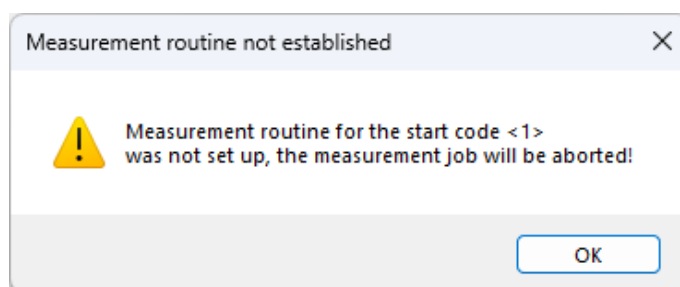 Measurement routine not established
Measurement routine for the start code <1>
was not set up, the measurement job will be aborted!
OK